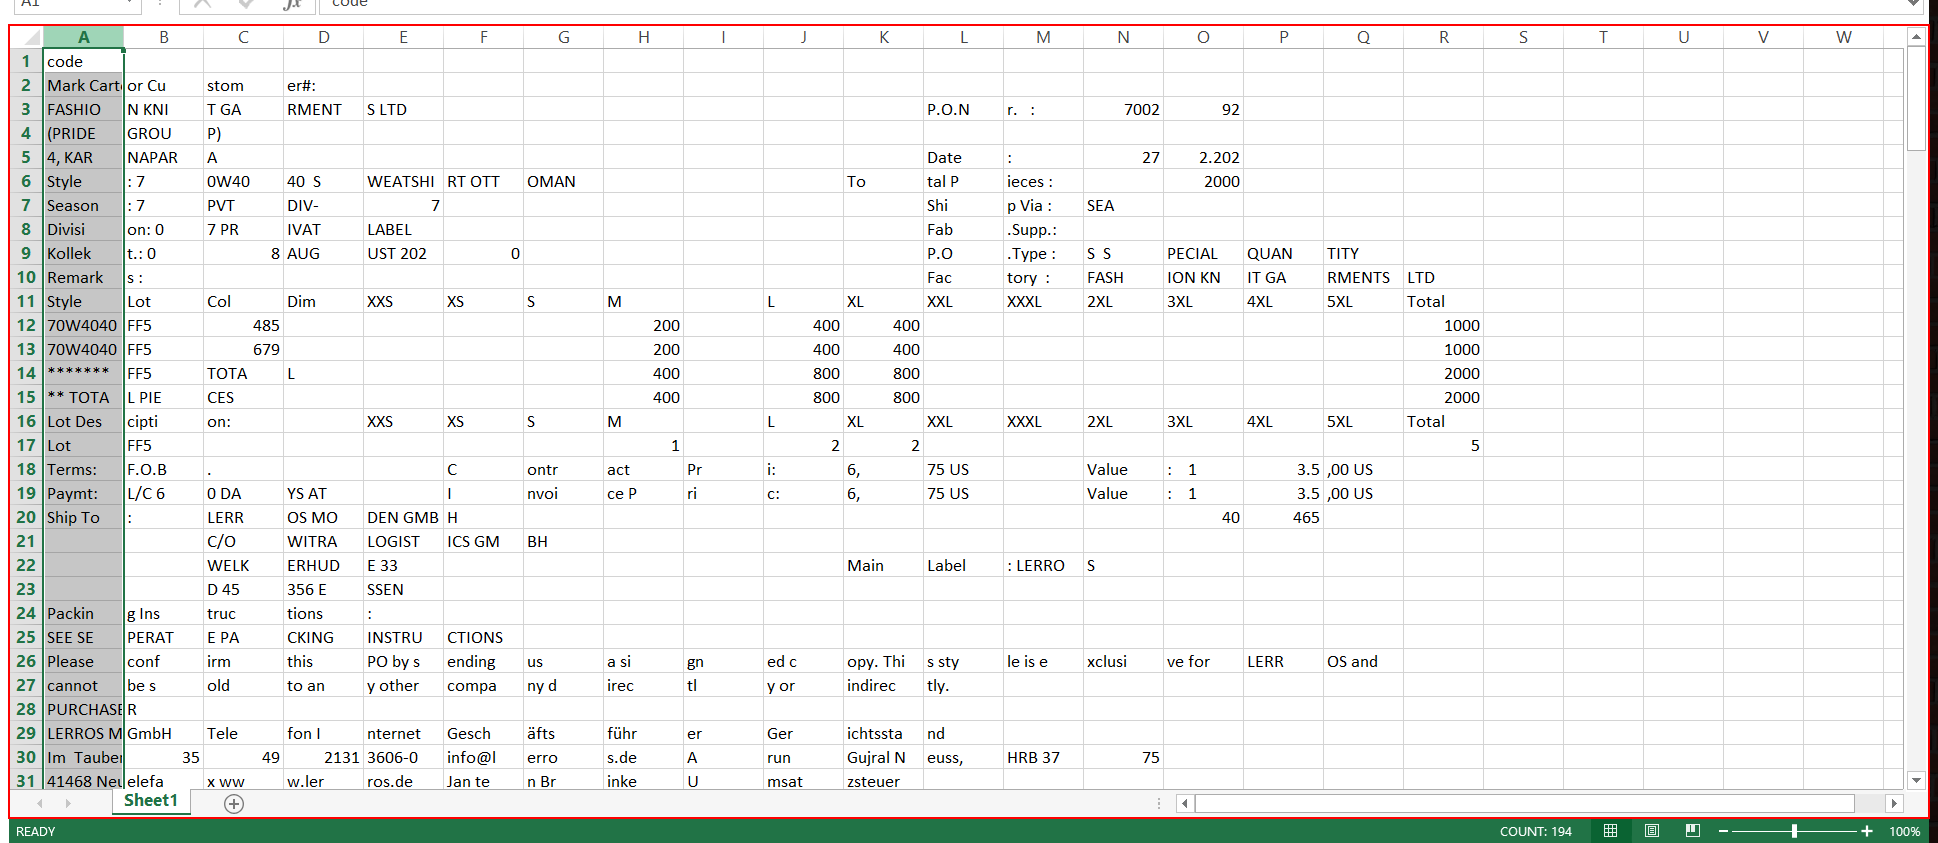 A1 code
A B C D E F G H I J K L M N O P Q R S T U V W
1 code
2 Mark Cart or Cu stom er#:
3 FASHIO N KNI T GA RMENT S LTD P.O.N r. : 7002 92
4 (PRIDE GROU P)
5 4, KAR NAPAR A Date : 27 2.202
6 Style : 7 0W40 40 S WEATSHI RT OTT OMAN To tal P ieces : 2000
7 Season : 7 PVT DIV- 7 Shi p Via : SEA
8 Divisi on: 0 7 PR IVAT LABEL Fab .Supp.:
9 Kollek t.: 0 8 AUG UST 202 0 P.O .Type : S S PECIAL QUAN TITY
10 Remark s : Fac tory : FASH ION KN IT GA RMENTS LTD
11 Style Lot Col Dim XXS XS S M L XL XXL XXXL 2XL 3XL 4XL 5XL Total
12 70W4040 FF5 485 200 400 400 1000
13 70W4040 FF5 679 200 400 400 1000
14 ******* FF5 TOTA L 400 800 800 2000
15 ** TOTA L PIE CES 400 800 800 2000
16 Lot Des cipti on: XXS XS S M L XL XXL XXXL 2XL 3XL 4XL 5XL Total
17 Lot FF5 1 2 2 5
18 Terms: F.O.B . C ontr act Pr i: 6, 75 US Value : 1 3.5 ,00 US
19 Paymt: L/C 6 0 DA YS AT I nvoi ce P ri c: 6, 75 US Value : 1 3.5 ,00 US
20 Ship To : LERR OS MO DEN GMB H 40 465
21 C/O WITRA LOGIST ICS GM BH
22 WELK ERHUD E 33 Main Label : LERRO S
23 D 45 356 E SSEN
24 Packin g Ins truc tions :
25 SEE SE PERAT E PA CKING INSTRU CTIONS
26 Please conf irm this PO by s ending us a si gn ed c opy. Thi s sty le is e xclusi ve for LERR OS and
27 cannot be s old to an y other compa ny d irec tl y or indirec tly.
28 PURCHASE R
29 LERROS M GmbH Tele fon I nternet Gesch äfts führ er Ger ichtssta nd
30 Im Tauben 35 49 2131 3606-0 info@l erro s.de A run Gujral N euss, HRB 37 75
31 41468 Neu elefa x ww w.ler ros.de Jan te n Br inke U msat zsteuer
Sheet1
READY COUNT: 194 100%